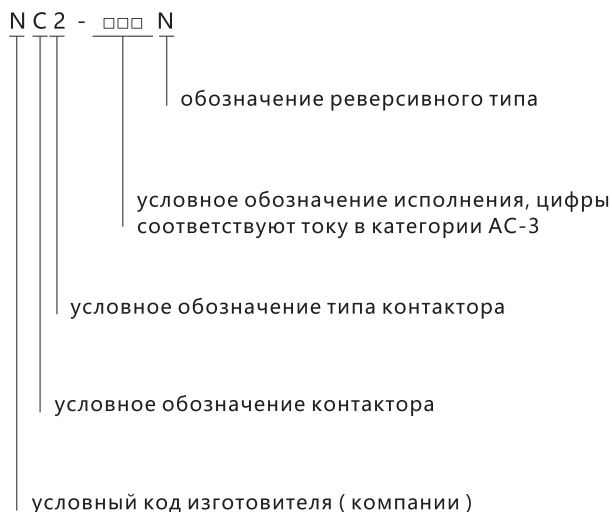 N C 2 - □□□ N
обозначение реверсивного типа
условное обозначение исполнения, цифры
соответствуют току в категории AC-3
условное обозначение типа контактора
условное обозначение контактора
условный код изготовителя ( компании )